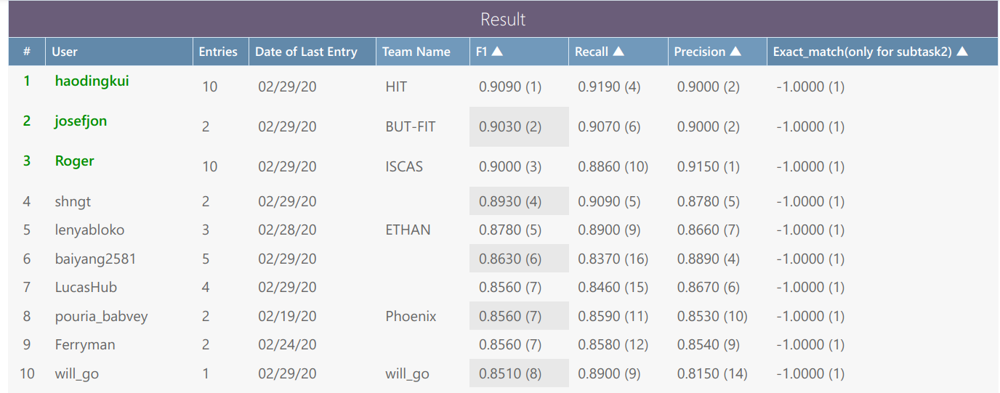 Result
# User Entries Date of Last Entry Team Name F1 ▲ Recall ▲ Precision ▲ Exact_match(only for subtask2) ▲
1 haodingkui 10 02/29/20 HIT 0.9090 (1) 0.9190 (4) 0.9000 (2) -1.0000 (1)
2 josefjon 2 02/29/20 BUT-FIT 0.9030 (2) 0.9070 (6) 0.9000 (2) -1.0000 (1)
3 Roger 10 02/29/20 ISCAS 0.9000 (3) 0.8860 (10) 0.9150 (1) -1.0000 (1)
4 shngt 2 02/29/20 0.8930 (4) 0.9090 (5) 0.8780 (5) -1.0000 (1)
5 lenyabloko 3 02/28/20 ETHAN 0.8780 (5) 0.8900 (9) 0.8660 (7) -1.0000 (1)
6 baiyang2581 5 02/29/20 0.8630 (6) 0.8370 (16) 0.8890 (4) -1.0000 (1)
7 LucasHub 4 02/29/20 0.8560 (7) 0.8460 (15) 0.8670 (6) -1.0000 (1)
8 pouria_babvey 2 02/19/20 Phoenix 0.8560 (7) 0.8590 (11) 0.8530 (10) -1.0000 (1)
9 Ferryman 2 02/24/20 0.8560 (7) 0.8580 (12) 0.8540 (9) -1.0000 (1)
10 will_go 1 02/29/20 will_go 0.8510 (8) 0.8900 (9) 0.8150 (14) -1.0000 (1)